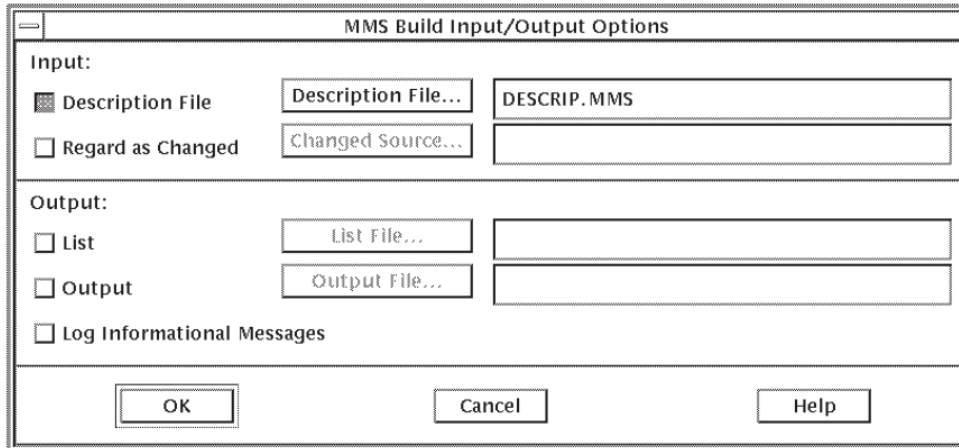 MMS Build Input/Output Options
Input:
Description File Description File... DESCRIP.MMS
Regard as Changed Changed Source...
Output:
List List File...
Output Output File...
Log Informational Messages
OK Cancel Help